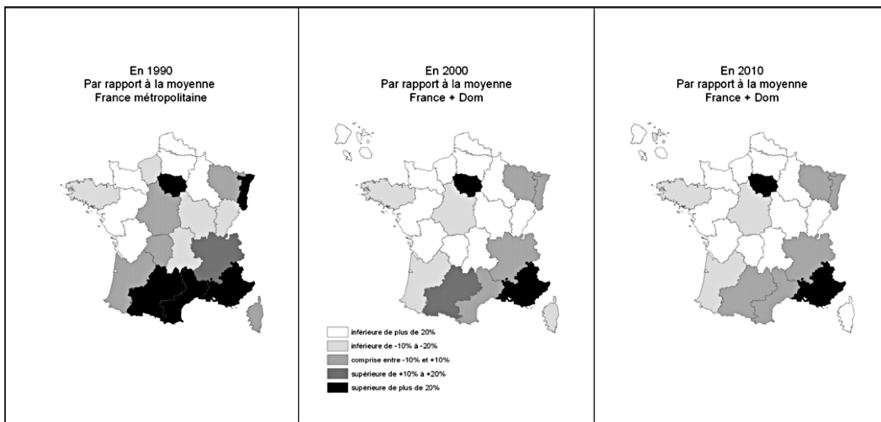 En 1990
Par rapport à la moyenne
France métropolitaine
En 2000
Par rapport à la moyenne
France + Dom
En 2010
Par rapport à la moyenne
France + Dom
inférieure de plus de 20%
inférieure de -10% à -20%
comprise entre -10% et +10%
supérieure de +10% à +20%
supérieure de plus de 20%